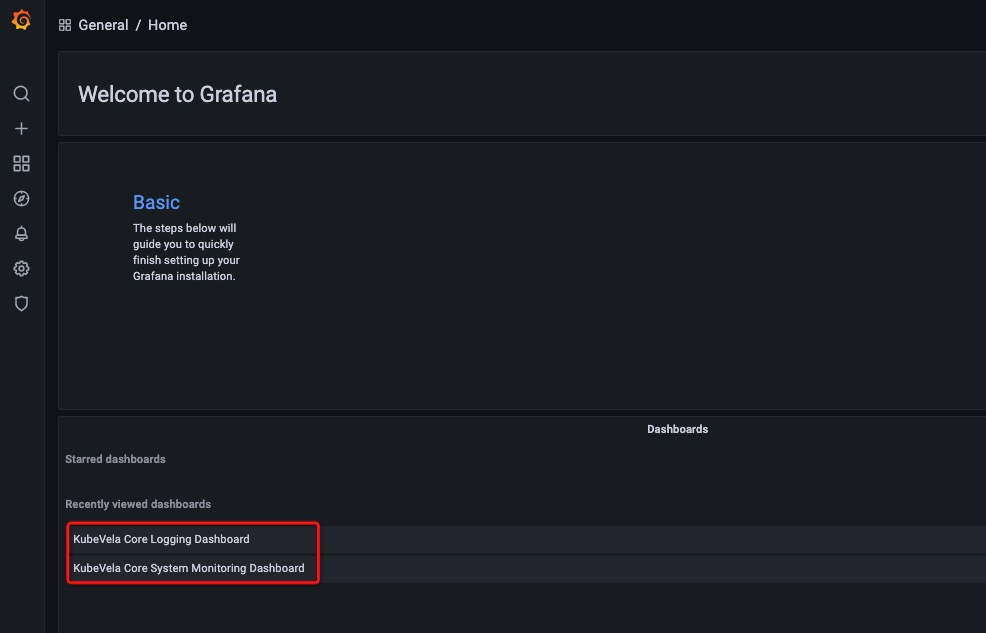 General / Home
Welcome to Grafana
Basic
The steps below will
guide you to quickly
finish setting up your
Grafana installation.
Dashboards
Starred dashboards
Recently viewed dashboards
KubeVela Core Logging Dashboard
KubeVela Core System Monitoring Dashboard